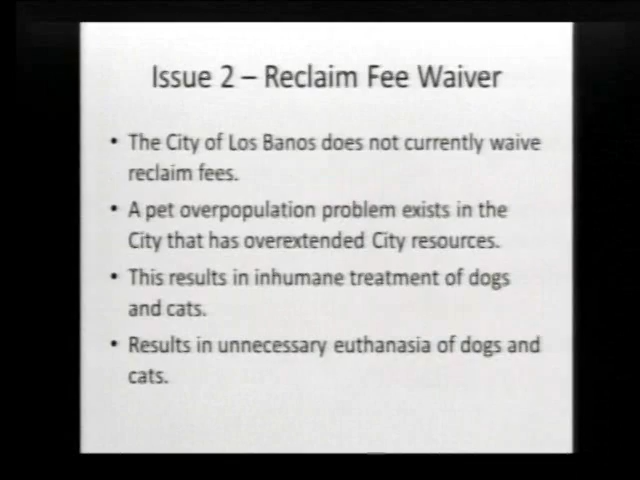 Issue 2 – Reclaim Fee Waiver
• The City of Los Banos does not currently waive
reclaim fees.
• A pet overpopulation problem exists in the
City that has overextended City resources.
• This results in inhumane treatment of dogs
and cats.
• Results in unnecessary euthanasia of dogs and
cats.